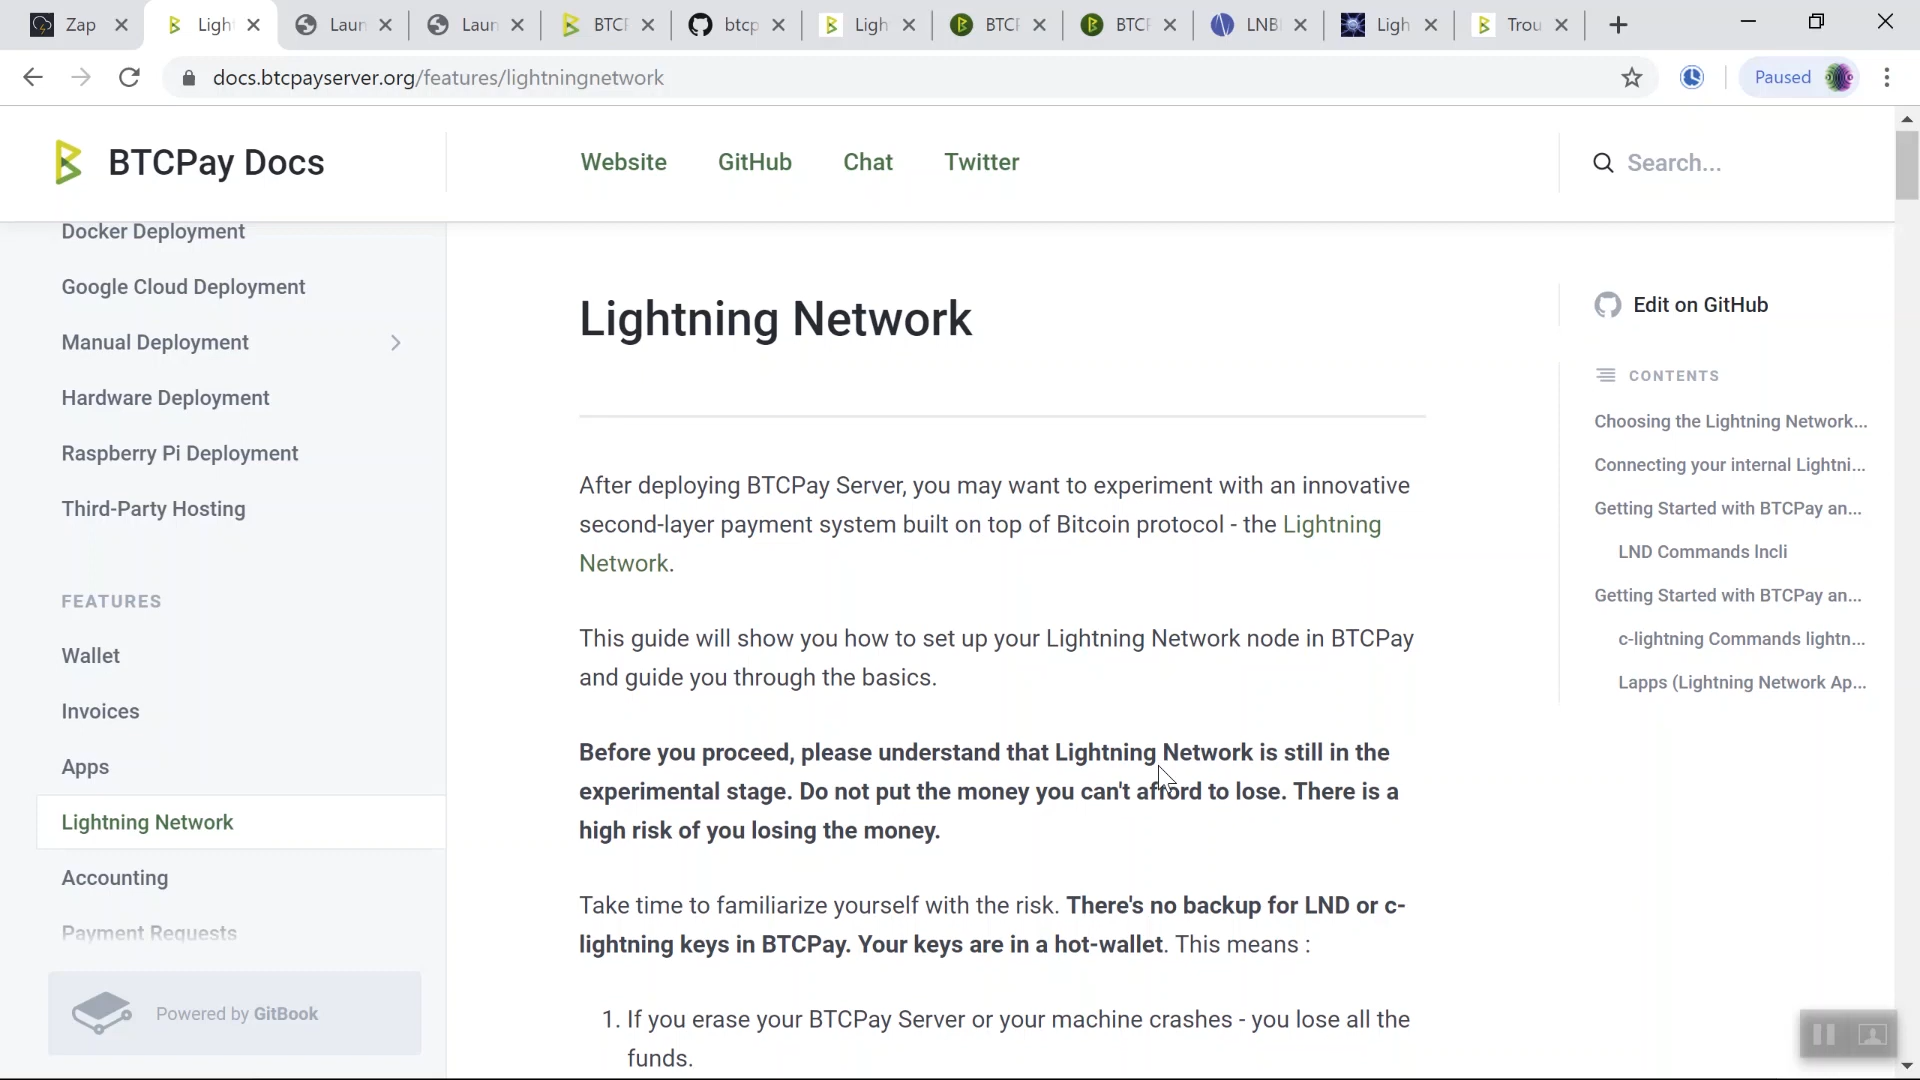 Zap
Ligh
Laun
Laun
BTCP
btcp
Ligh
BTCP
BTCP
LNBI
Ligh
Trou
docs.btcpayserver.org/features/lightningnetwork
Paused
BTCPay Docs
Website
GitHub
Chat
Twitter
Search...
Docker Deployment
Google Cloud Deployment
Manual Deployment
Hardware Deployment
Raspberry Pi Deployment
Third-Party Hosting
FEATURES
Wallet
Invoices
Apps
Lightning Network
Accounting
Payment Requests
Powered by GitBook
Lightning Network
After deploying BTCPay Server, you may want to experiment with an innovative
second-layer payment system built on top of Bitcoin protocol - the Lightning
Network.
This guide will show you how to set up your Lightning Network node in BTCPay
and guide you through the basics.
Before you proceed, please understand that Lightning Network is still in the
experimental stage. Do not put the money you can't afford to lose. There is a
high risk of you losing the money.
Take time to familiarize yourself with the risk. There's no backup for LND or c-
lightning keys in BTCPay. Your keys are in a hot-wallet. This means :
1. If you erase your BTCPay Server or your machine crashes - you lose all the
funds.
Edit on GitHub
CONTENTS
Choosing the Lightning Network...
Connecting your internal Lightni...
Getting Started with BTCPay an...
LND Commands lncli
Getting Started with BTCPay an...
c-lightning Commands lightn...
Lapps (Lightning Network Ap...